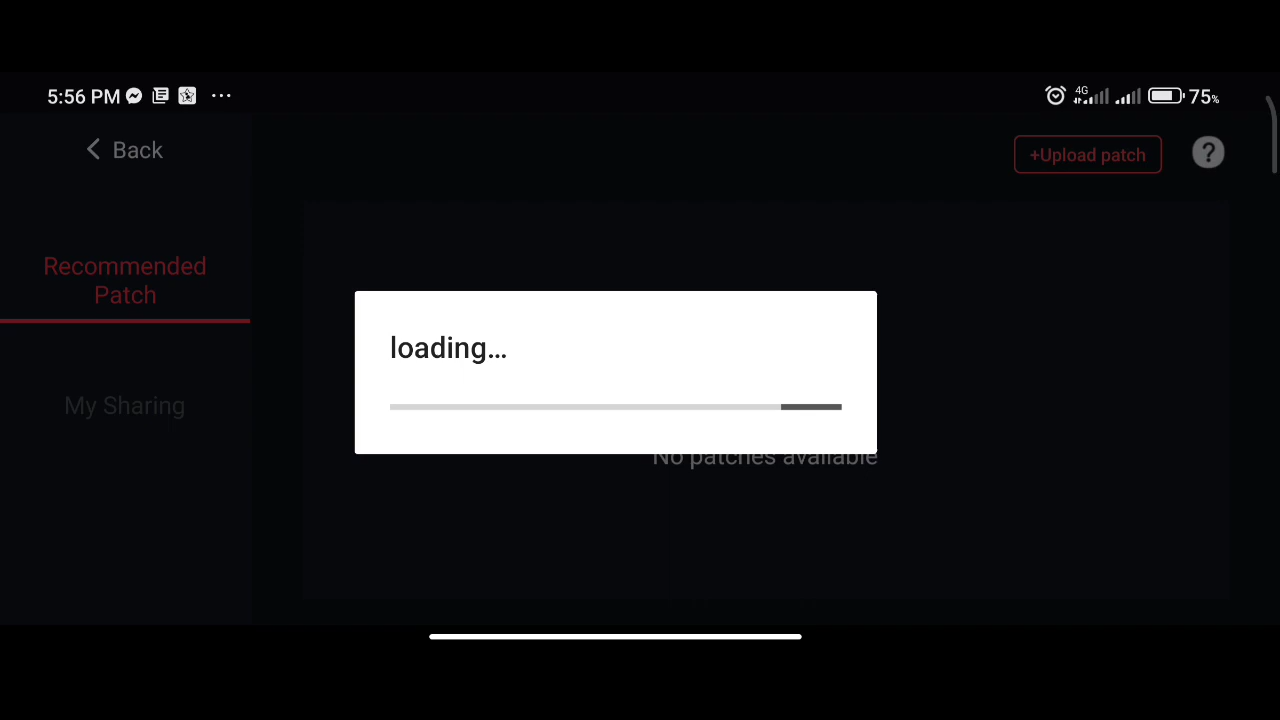 5:56 PM ...
4G
75%
Back
+Upload patch
?
Recommended
Patch
loading...
My Sharing
No patches available